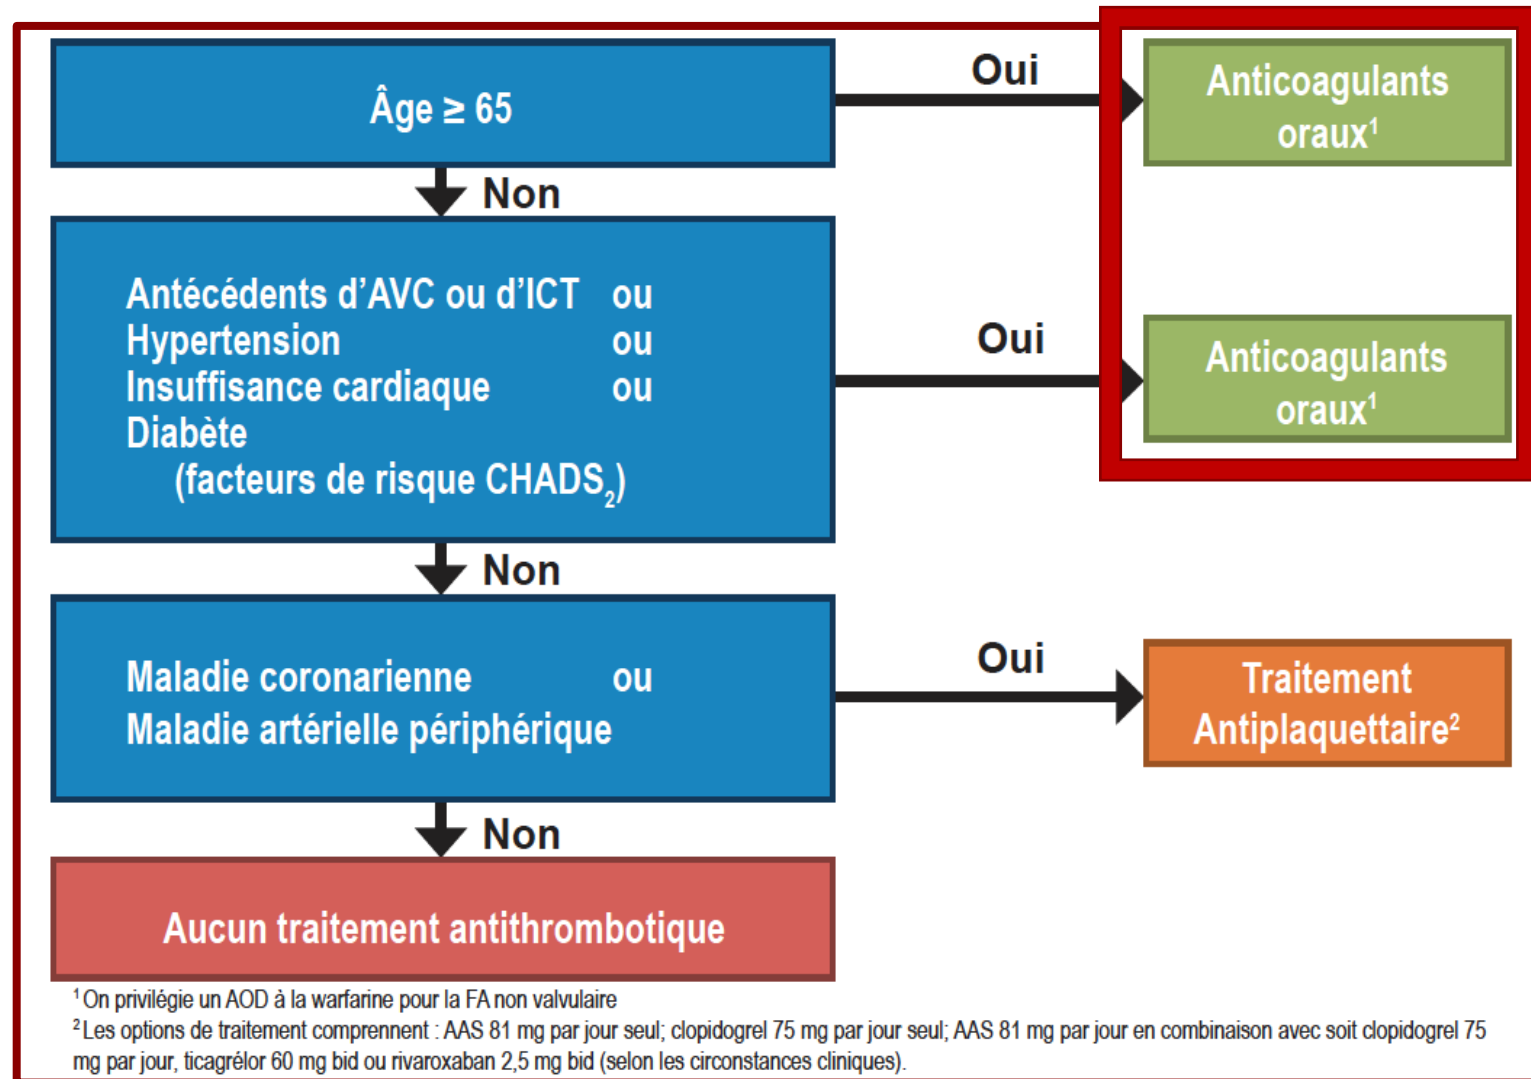 Âge ≥ 65
Oui
Anticoagulants
oraux¹
Non
Antécédents d’AVC ou d’ICT ou
Hypertension ou
Insuffisance cardiaque ou
Diabète
(facteurs de risque CHADS₂)
Oui
Anticoagulants
oraux¹
Non
Maladie coronarienne ou
Maladie artérielle périphérique
Oui
Traitement
Antiplaquettaire²
Non
Aucun traitement antithrombotique
¹ On privilégie un AOD à la warfarine pour la FA non valvulaire
² Les options de traitement comprennent : AAS 81 mg par jour seul; clopidogrel 75 mg par jour seul; AAS 81 mg par jour en combinaison avec soit clopidogrel 75
mg par jour, ticagrélor 60 mg bid ou rivaroxaban 2,5 mg bid (selon les circonstances cliniques).